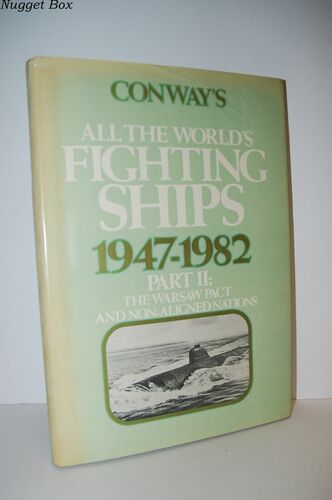 Nugget Box
CONWAY'S
ALL THE WORLD'S
FIGHTING
SHIPS
1947-1982
PART II:
THE WARSAW PACT
AND NON-ALIGNED NATIONS